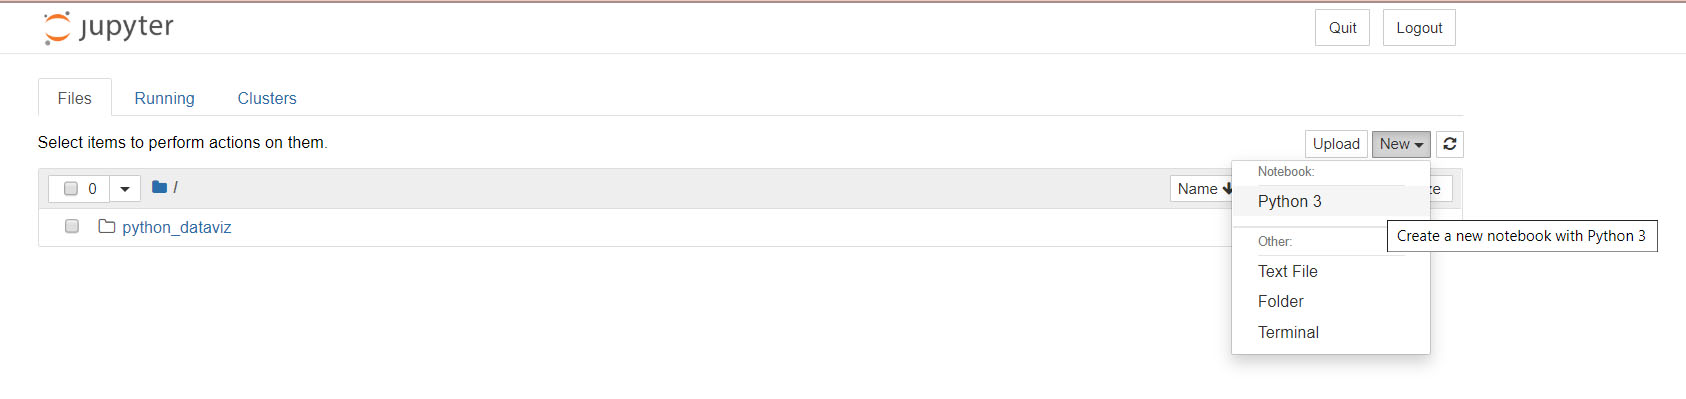 jupyter
Quit
Logout
Files
Running
Clusters
Select items to perform actions on them.
Upload
New
0
/
Name
ze
python_dataviz
Notebook:
Python 3
Create a new notebook with Python 3
Other:
Text File
Folder
Terminal